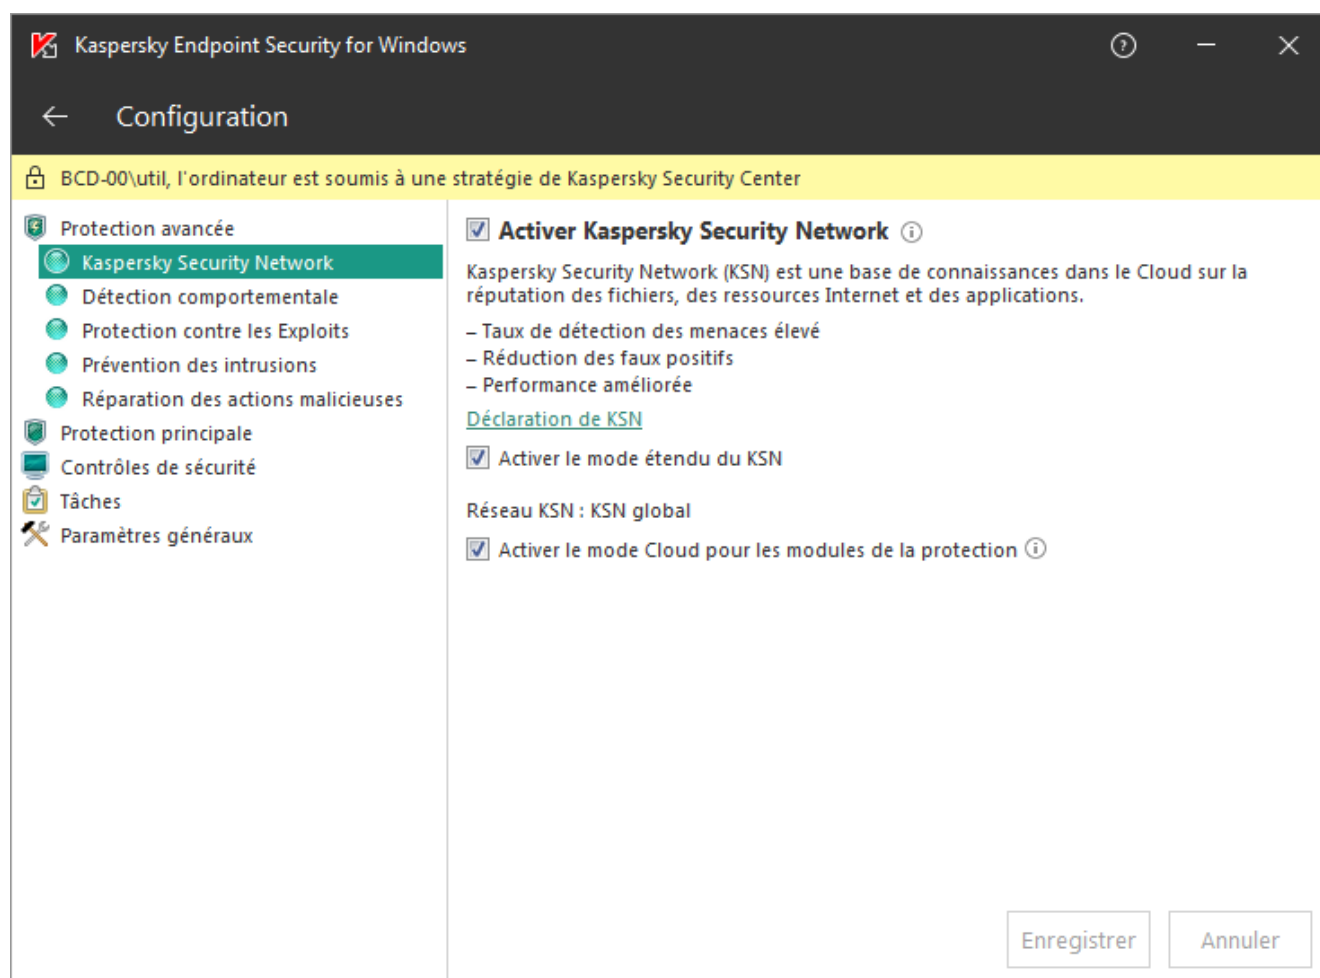 Kaspersky Endpoint Security for Windows
Configuration
BCD-00\util, l'ordinateur est soumis à une stratégie de Kaspersky Security Center
Protection avancée
Kaspersky Security Network
Détection comportementale
Protection contre les Exploits
Prévention des intrusions
Réparation des actions malicieuses
Protection principale
Contrôles de sécurité
Tâches
Paramètres généraux
Activer Kaspersky Security Network
Kaspersky Security Network (KSN) est une base de connaissances dans le Cloud sur la
réputation des fichiers, des ressources Internet et des applications.
– Taux de détection des menaces élevé
– Réduction des faux positifs
– Performance améliorée
Déclaration de KSN
Activer le mode étendu du KSN
Réseau KSN : KSN global
Activer le mode Cloud pour les modules de la protection
Enregistrer
Annuler